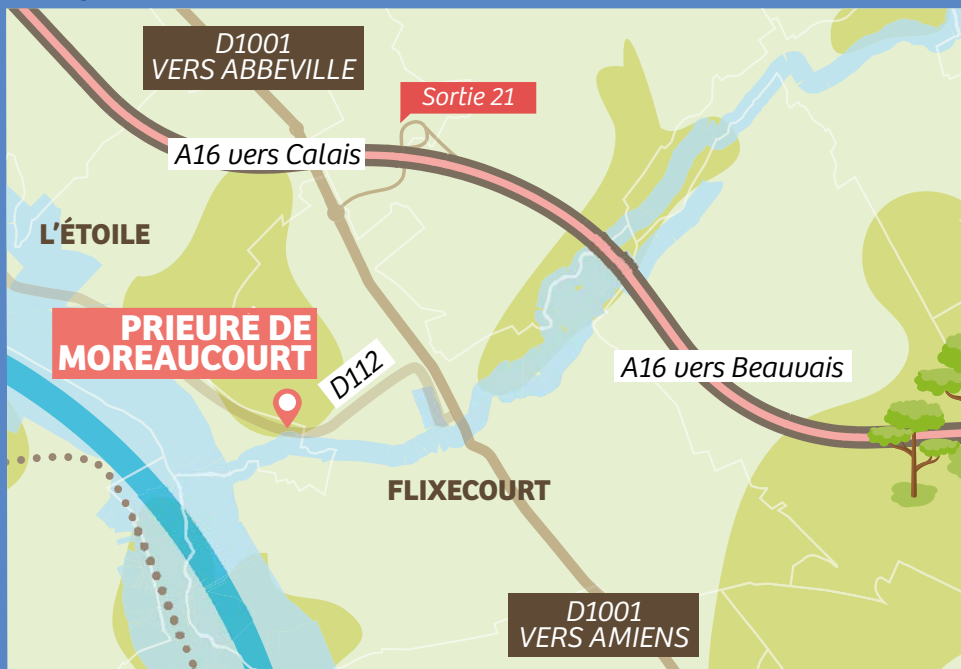 D1001
VERS ABBEVILLE
Sortie 21
A16 vers Calais
L'ÉTOILE
PRIEURÉ DE
MOREAUCOURT
D112
A16 vers Beauvais
FLIXECOURT
D1001
VERS AMIENS